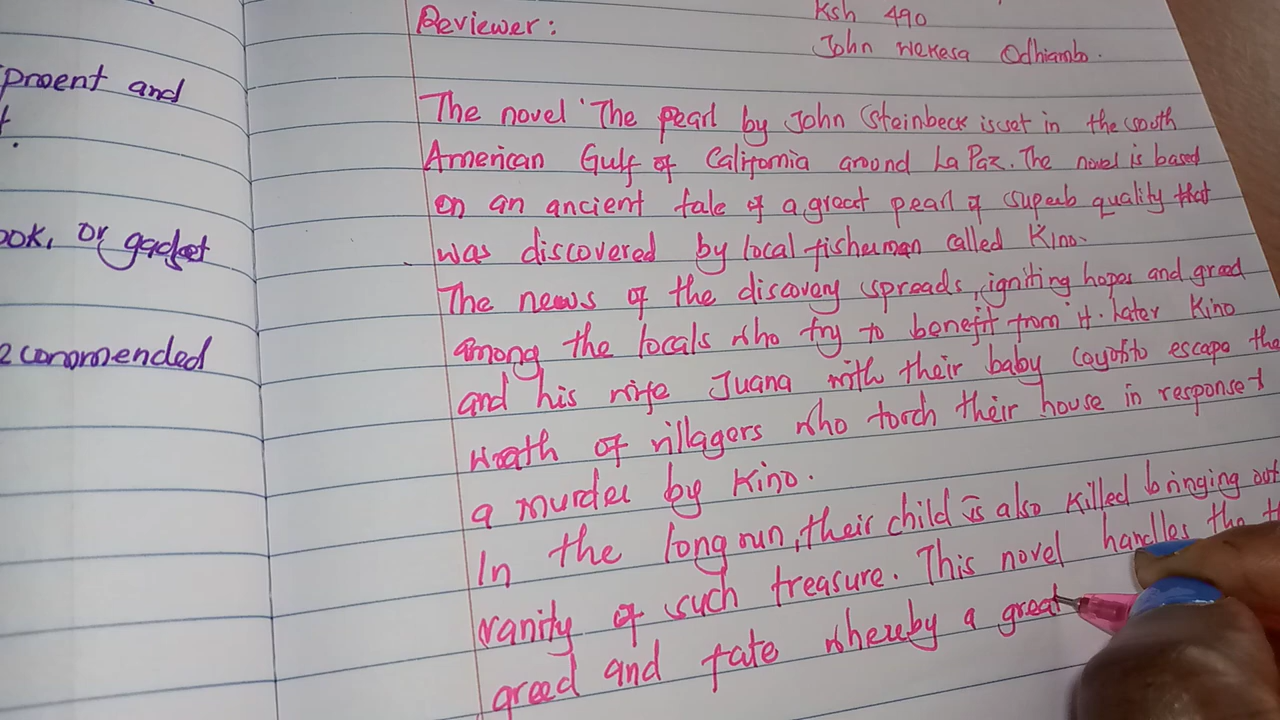 and
ook, or gadget
commended
Ksh 490
Reviewer: John Wekesa Odhiambo.
The novel 'The pearl by John Steinbeck is set in the south
American Gulf of California around La Paz. The novel is based
on an ancient tale of a great pearl of superb quality that
was discovered by local fisherman called Kino.
The news of the discovery spreads, igniting hopes and greed
among the locals who try to benefit from it. Later Kino
and his wife Juana with their baby to escape the
wrath of villagers who torch their house in response
a murder by Kino.
In the long run, their child is also killed bringing out
vanity of such treasure. This novel handles the
greed and fate whereby a great